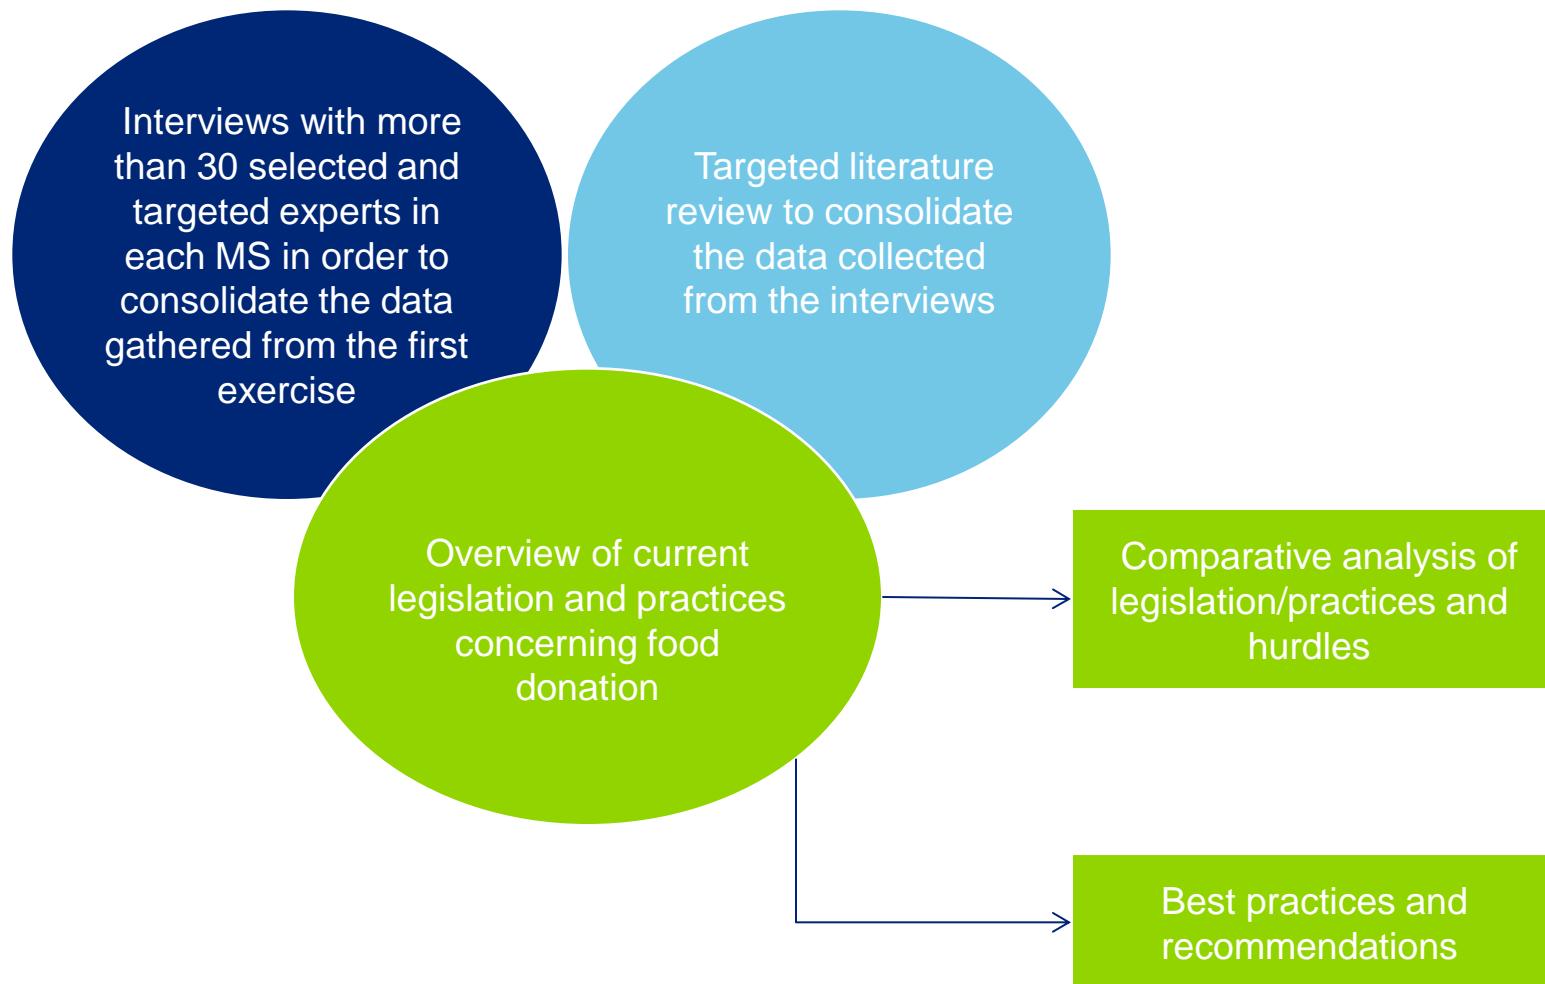 Interviews with more
than 30 selected and
targeted experts in
each MS in order to
consolidate the data
gathered from the first
exercise
Targeted literature
review to consolidate
the data collected
from the interviews
Overview of current
legislation and practices
concerning food
donation
Comparative analysis of
legislation/practices and
hurdles
Best practices and
recommendations